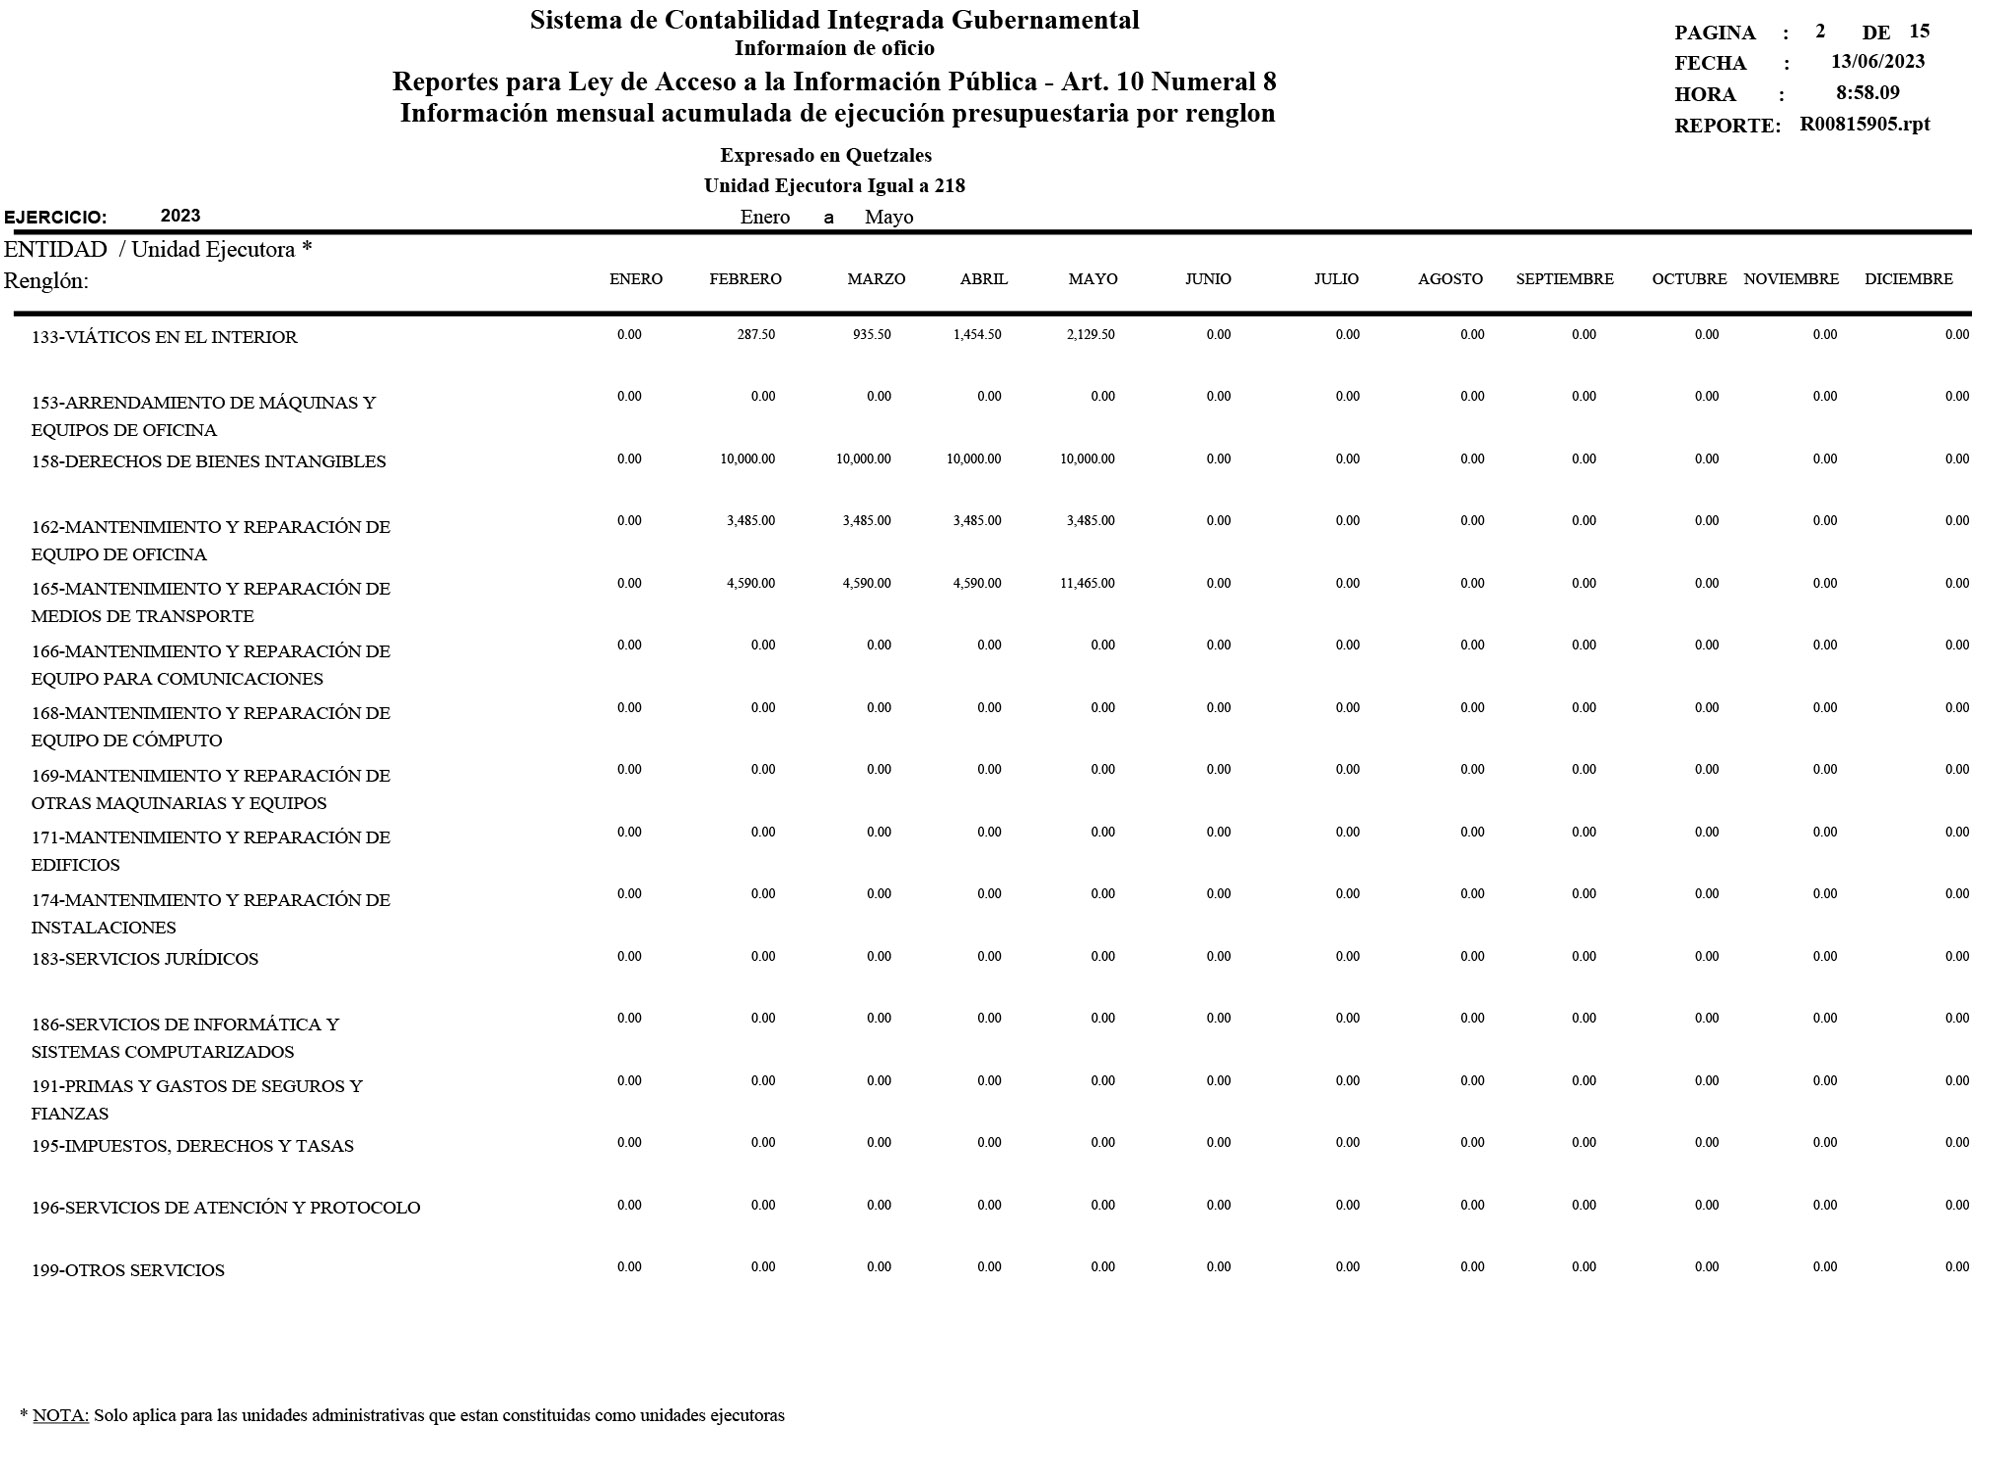 Sistema de Contabilidad Integrada Gubernamental
Informaíon de oficio
Reportes para Ley de Acceso a la Información Pública - Art. 10 Numeral 8
Información mensual acumulada de ejecución presupuestaria por renglon
Expresado en Quetzales
Unidad Ejecutora Igual a 218
PAGINA : 2 DE 15
FECHA : 13/06/2023
HORA : 8:58.09
REPORTE: R00815905.rpt
EJERCICIO: 2023 Enero a Mayo
ENTIDAD / Unidad Ejecutora *
Renglón: ENERO FEBRERO MARZO ABRIL MAYO JUNIO JULIO AGOSTO SEPTIEMBRE OCTUBRE NOVIEMBRE DICIEMBRE
133-VIÁTICOS EN EL INTERIOR 0.00 287.50 935.50 1,454.50 2,129.50 0.00 0.00 0.00 0.00 0.00 0.00 0.00
153-ARRENDAMIENTO DE MÁQUINAS Y 0.00 0.00 0.00 0.00 0.00 0.00 0.00 0.00 0.00 0.00 0.00 0.00
EQUIPOS DE OFICINA
158-DERECHOS DE BIENES INTANGIBLES 0.00 10,000.00 10,000.00 10,000.00 10,000.00 0.00 0.00 0.00 0.00 0.00 0.00 0.00
162-MANTENIMIENTO Y REPARACIÓN DE 0.00 3,485.00 3,485.00 3,485.00 3,485.00 0.00 0.00 0.00 0.00 0.00 0.00 0.00
EQUIPO DE OFICINA
165-MANTENIMIENTO Y REPARACIÓN DE 0.00 4,590.00 4,590.00 4,590.00 11,465.00 0.00 0.00 0.00 0.00 0.00 0.00 0.00
MEDIOS DE TRANSPORTE
166-MANTENIMIENTO Y REPARACIÓN DE 0.00 0.00 0.00 0.00 0.00 0.00 0.00 0.00 0.00 0.00 0.00 0.00
EQUIPO PARA COMUNICACIONES
168-MANTENIMIENTO Y REPARACIÓN DE 0.00 0.00 0.00 0.00 0.00 0.00 0.00 0.00 0.00 0.00 0.00 0.00
EQUIPO DE CÓMPUTO
169-MANTENIMIENTO Y REPARACIÓN DE 0.00 0.00 0.00 0.00 0.00 0.00 0.00 0.00 0.00 0.00 0.00 0.00
OTRAS MAQUINARIAS Y EQUIPOS
171-MANTENIMIENTO Y REPARACIÓN DE 0.00 0.00 0.00 0.00 0.00 0.00 0.00 0.00 0.00 0.00 0.00 0.00
EDIFICIOS
174-MANTENIMIENTO Y REPARACIÓN DE 0.00 0.00 0.00 0.00 0.00 0.00 0.00 0.00 0.00 0.00 0.00 0.00
INSTALACIONES
183-SERVICIOS JURÍDICOS 0.00 0.00 0.00 0.00 0.00 0.00 0.00 0.00 0.00 0.00 0.00 0.00
186-SERVICIOS DE INFORMÁTICA Y 0.00 0.00 0.00 0.00 0.00 0.00 0.00 0.00 0.00 0.00 0.00 0.00
SISTEMAS COMPUTARIZADOS
191-PRIMAS Y GASTOS DE SEGUROS Y 0.00 0.00 0.00 0.00 0.00 0.00 0.00 0.00 0.00 0.00 0.00 0.00
FIANZAS
195-IMPUESTOS, DERECHOS Y TASAS 0.00 0.00 0.00 0.00 0.00 0.00 0.00 0.00 0.00 0.00 0.00 0.00
196-SERVICIOS DE ATENCIÓN Y PROTOCOLO 0.00 0.00 0.00 0.00 0.00 0.00 0.00 0.00 0.00 0.00 0.00 0.00
199-OTROS SERVICIOS 0.00 0.00 0.00 0.00 0.00 0.00 0.00 0.00 0.00 0.00 0.00 0.00
* NOTA: Solo aplica para las unidades administrativas que estan constituidas como unidades ejecutoras